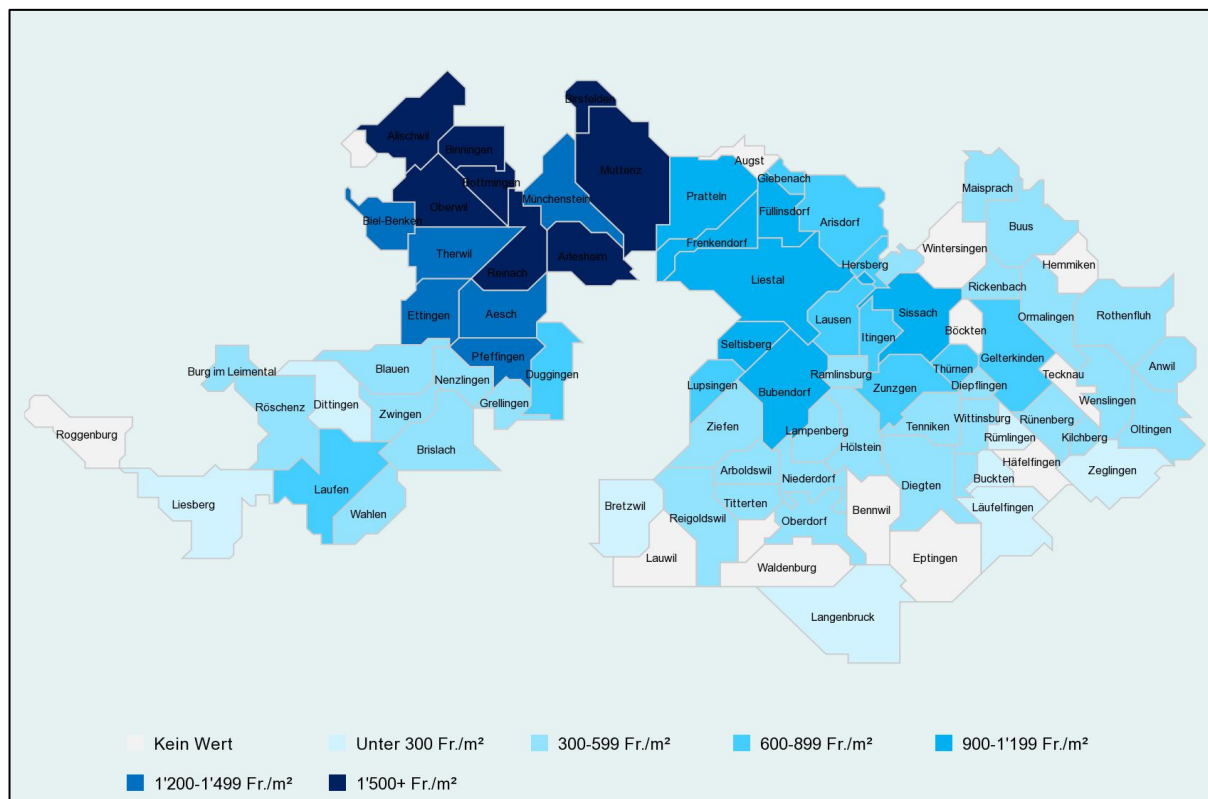 Birsfelden
Allschwil
Binningen
Augst
Muttenz
Giebenach
Bottmingen
Maisprach
Münchenstein
Pratteln
Füllinsdorf
Arisdorf
Oberwil
Biel-Benken
Buus
Frenkendorf
Wintersingen
Therwil
Arlesheim
Hersberg
Hemmiken
Reinach
Liestal
Rickenbach
Ettingen
Aesch
Lausen
Sissach
Ormalingen
Rothenfluh
Itingen
Böckten
Seltisberg
Pfeffingen
Gelterkinden
Burg im Leimental
Blauen
Duggingen
Ramlinsburg
Thürnen
Tecknau
Anwil
Nenzlingen
Lupsingen
Bubendorf
Zunzgen
Diepflingen
Röschenz
Dittingen
Grellingen
Wenslingen
Zwingen
Wittinsburg
Rünenberg
Oltingen
Ziefen
Lampenberg
Tenniken
Roggenburg
Rümlingen
Kilchberg
Brislach
Hölstein
Häfelfingen
Arboldswil
Niederdorf
Zeglingen
Laufen
Diegten
Buckten
Liesberg
Titterten
Bretzwil
Bennwil
Läufelfingen
Wahlen
Reigoldswil
Oberdorf
Lauwil
Eptingen
Waldenburg
Langenbruck
Kein Wert Unter 300 Fr./m² 300-599 Fr./m² 600-899 Fr./m² 900-1'199 Fr./m²
1'200-1'499 Fr./m² 1'500+ Fr./m²